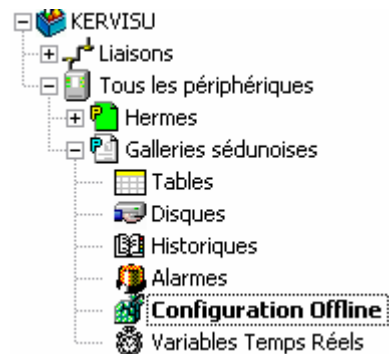 KERVISU
Liaisons
Tous les périphériques
Hermes
Galleries sédunoises
Tables
Disques
Historiques
Alarmes
Configuration Offline
Variables Temps Réels